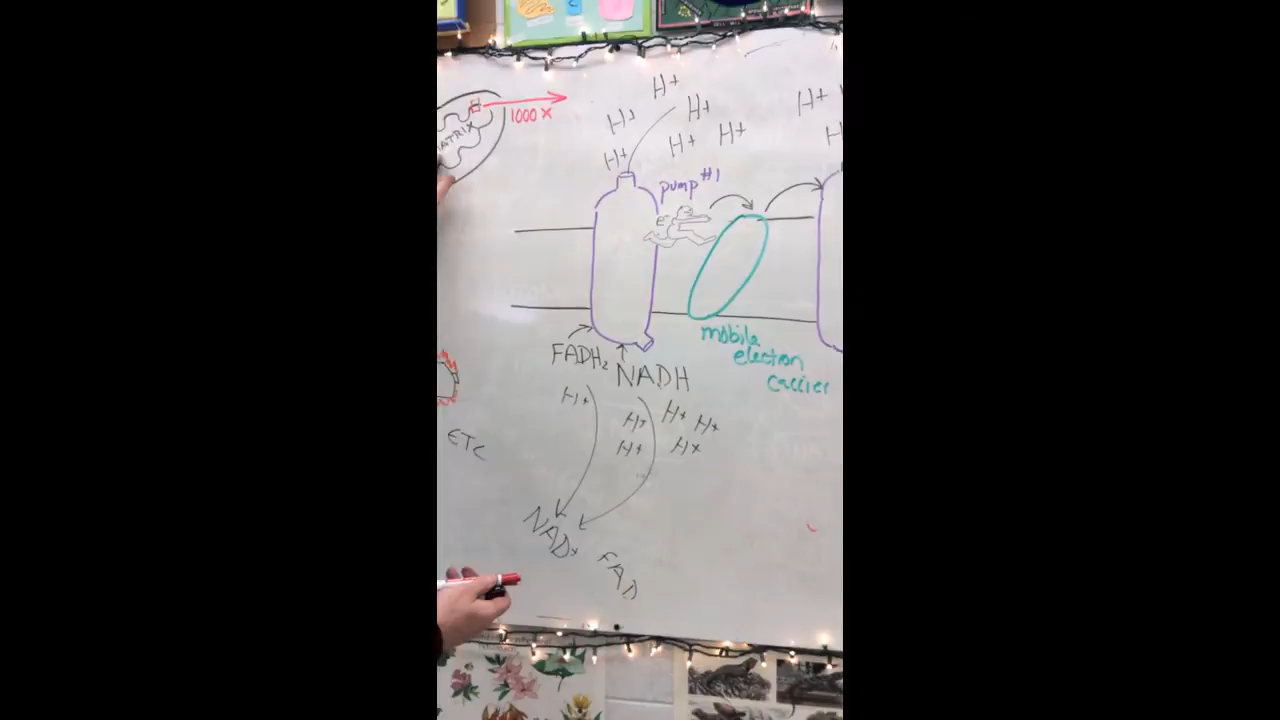 1000 X
MATRIX
H+
H+
H+
H+
H+
H+
H+
H+
pump #1
e-
mobile
electron
carrier
FADH2
NADH
H+
H+
H+
H+
H+
H+
ETC
NAD+
FAD